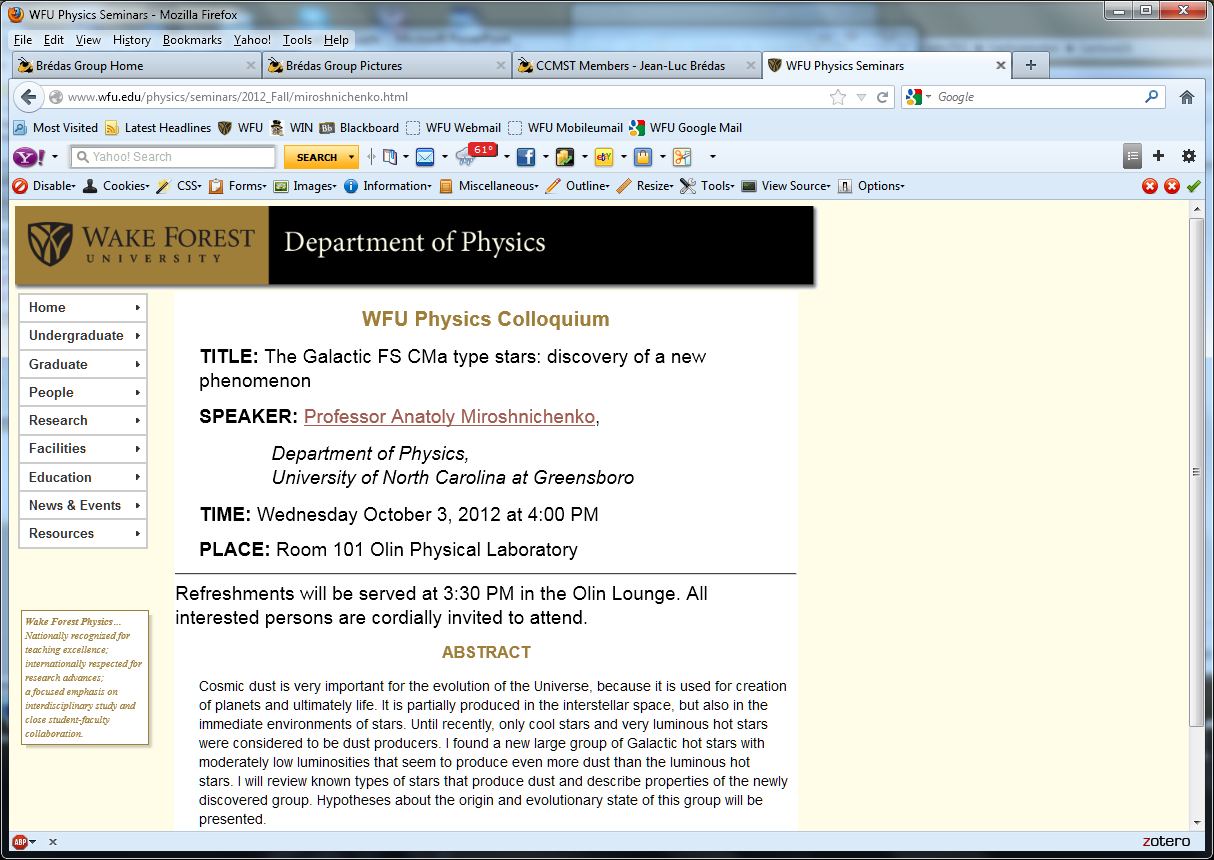 WFU Physics Seminars - Mozilla Firefox
File Edit View History Bookmarks Yahoo! Tools Help
Brédas Group Home
Brédas Group Pictures
CCMST Members - Jean-Luc Brédas
WFU Physics Seminars
www.wfu.edu/physics/seminars/2012_Fall/miroshnichenko.html
Google
Most Visited Latest Headlines WFU WIN Bb Blackboard WFU Webmail WFU Mobileumail WFU Google Mail
Y! Yahoo! Search SEARCH 61° eBY
Disable Cookies CSS Forms Images Information Miscellaneous Outline Resize Tools View Source Options
WAKE FOREST
UNIVERSITY
Department of Physics
Home
Undergraduate
Graduate
People
Research
Facilities
Education
News & Events
Resources
Wake Forest Physics...
Nationally recognized for
teaching excellence;
internationally respected for
research advances;
a focused emphasis on
interdisciplinary study and
close student-faculty
collaboration.
WFU Physics Colloquium
TITLE: The Galactic FS CMa type stars: discovery of a new
phenomenon
SPEAKER: Professor Anatoly Miroshnichenko,
Department of Physics,
University of North Carolina at Greensboro
TIME: Wednesday October 3, 2012 at 4:00 PM
PLACE: Room 101 Olin Physical Laboratory
Refreshments will be served at 3:30 PM in the Olin Lounge. All
interested persons are cordially invited to attend.
ABSTRACT
Cosmic dust is very important for the evolution of the Universe, because it is used for creation
of planets and ultimately life. It is partially produced in the interstellar space, but also in the
immediate environments of stars. Until recently, only cool stars and very luminous hot stars
were considered to be dust producers. I found a new large group of Galactic hot stars with
moderately low luminosities that seem to produce even more dust than the luminous hot
stars. I will review known types of stars that produce dust and describe properties of the newly
discovered group. Hypotheses about the origin and evolutionary state of this group will be
presented.
ABP
zotero